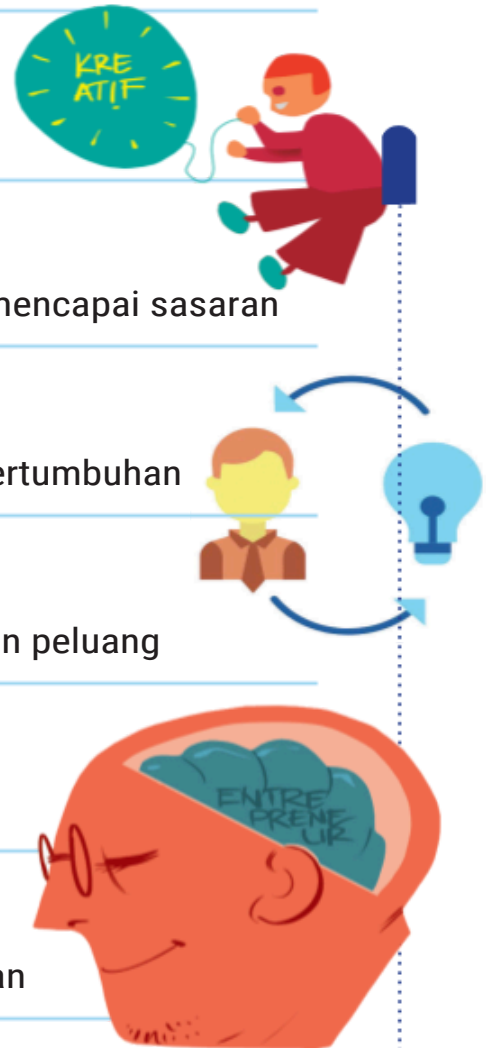 KRE
ATIF
mencapai sasaran
ertumbuhan
n peluang
ENTRE
PRENE
UR
an